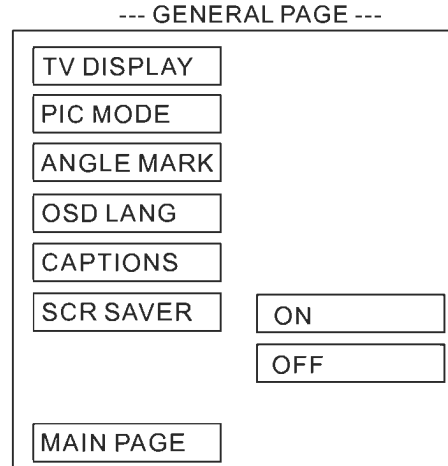 --- GENERAL PAGE ---
TV DISPLAY
PIC MODE
ANGLE MARK
OSD LANG
CAPTIONS
SCR SAVER
ON
OFF
MAIN PAGE